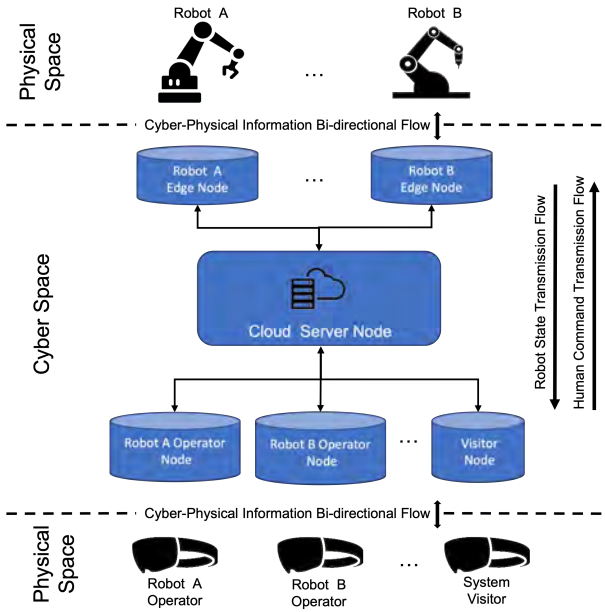 Robot A
Robot B
Physical
Space
...
Cyber-Physical Information Bi-directional Flow
Robot A
Edge Node
...
Robot B
Edge Node
Cyber Space
Cloud Server Node
Robot State Transmission Flow
Human Command Transmission Flow
Robot A Operator
Node
Robot B Operator
Node
...
Visitor
Node
Cyber-Physical Information Bi-directional Flow
Physical
Space
...
Robot A
Operator
Robot B
Operator
System
Visitor